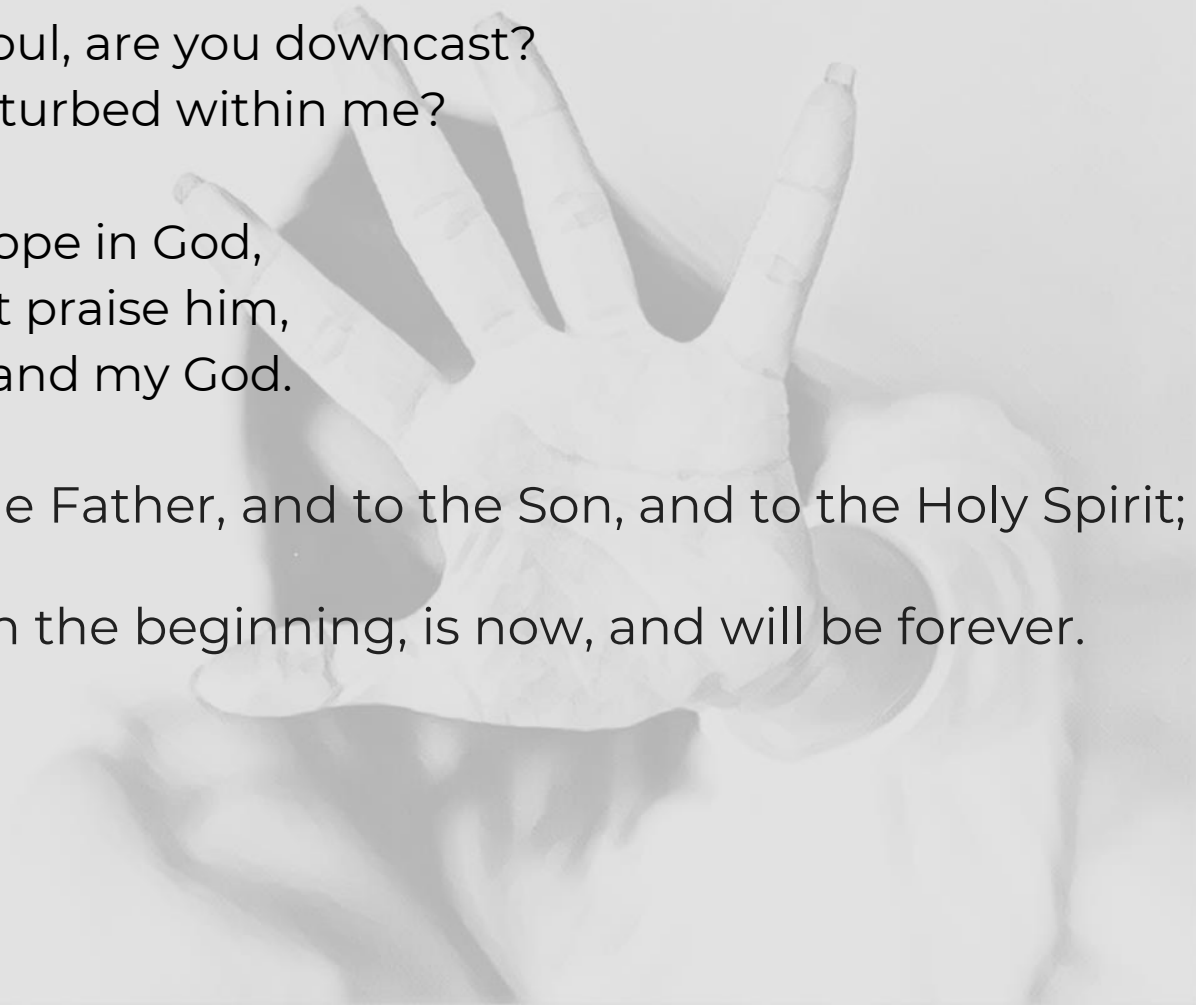 oul, are you downcast?
turbed within me?
ope in God,
t praise him,
and my God.
e Father, and to the Son, and to the Holy Spirit;
n the beginning, is now, and will be forever.